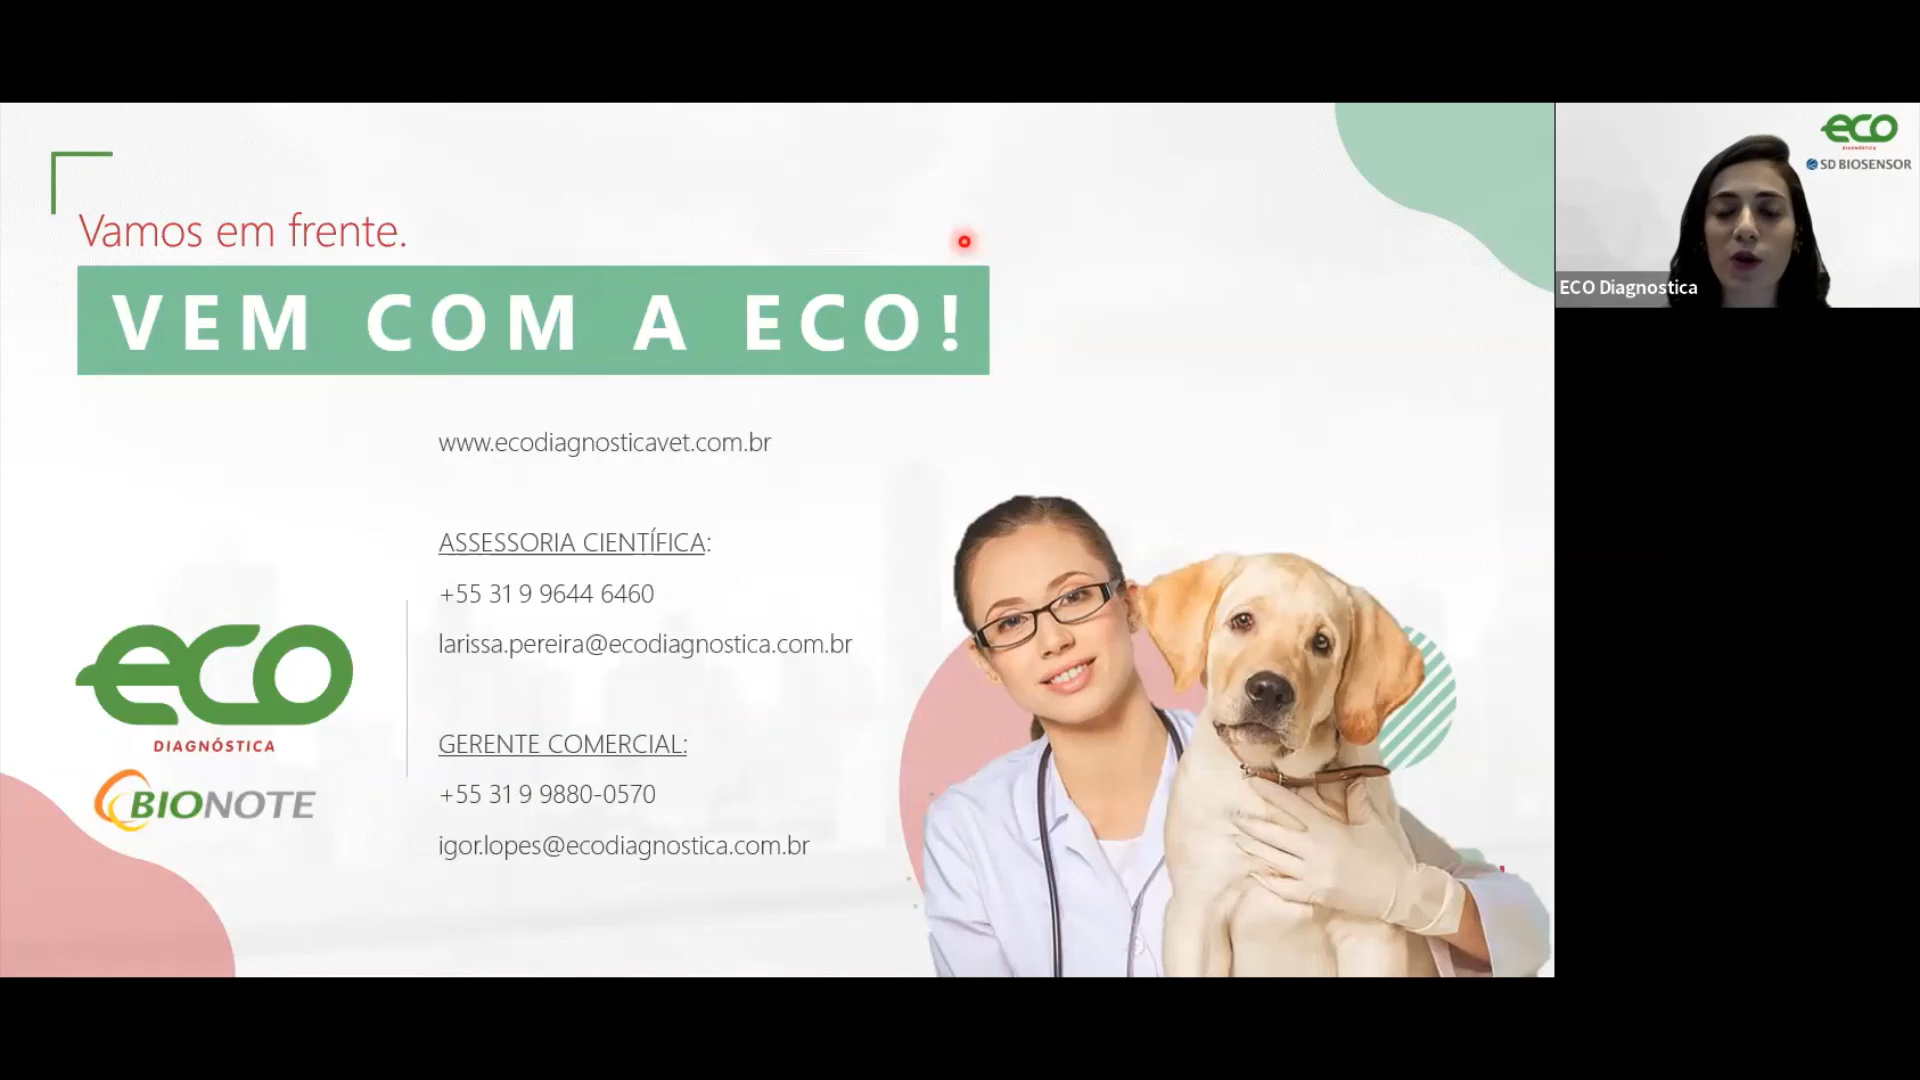 Vamos em frente.
VEM COM A ECO!
www.ecodiagnosticavet.com.br
ASSESSORIA CIENTÍFICA:
+55 31 9 9644 6460
larissa.pereira@ecodiagnostica.com.br
GERENTE COMERCIAL:
+55 31 9 9880-0570
igor.lopes@ecodiagnostica.com.br
eco
DIAGNÓSTICA
BIONOTE
eco
DIAGNÓSTICA
SD BIOSENSOR
ECO Diagnostica